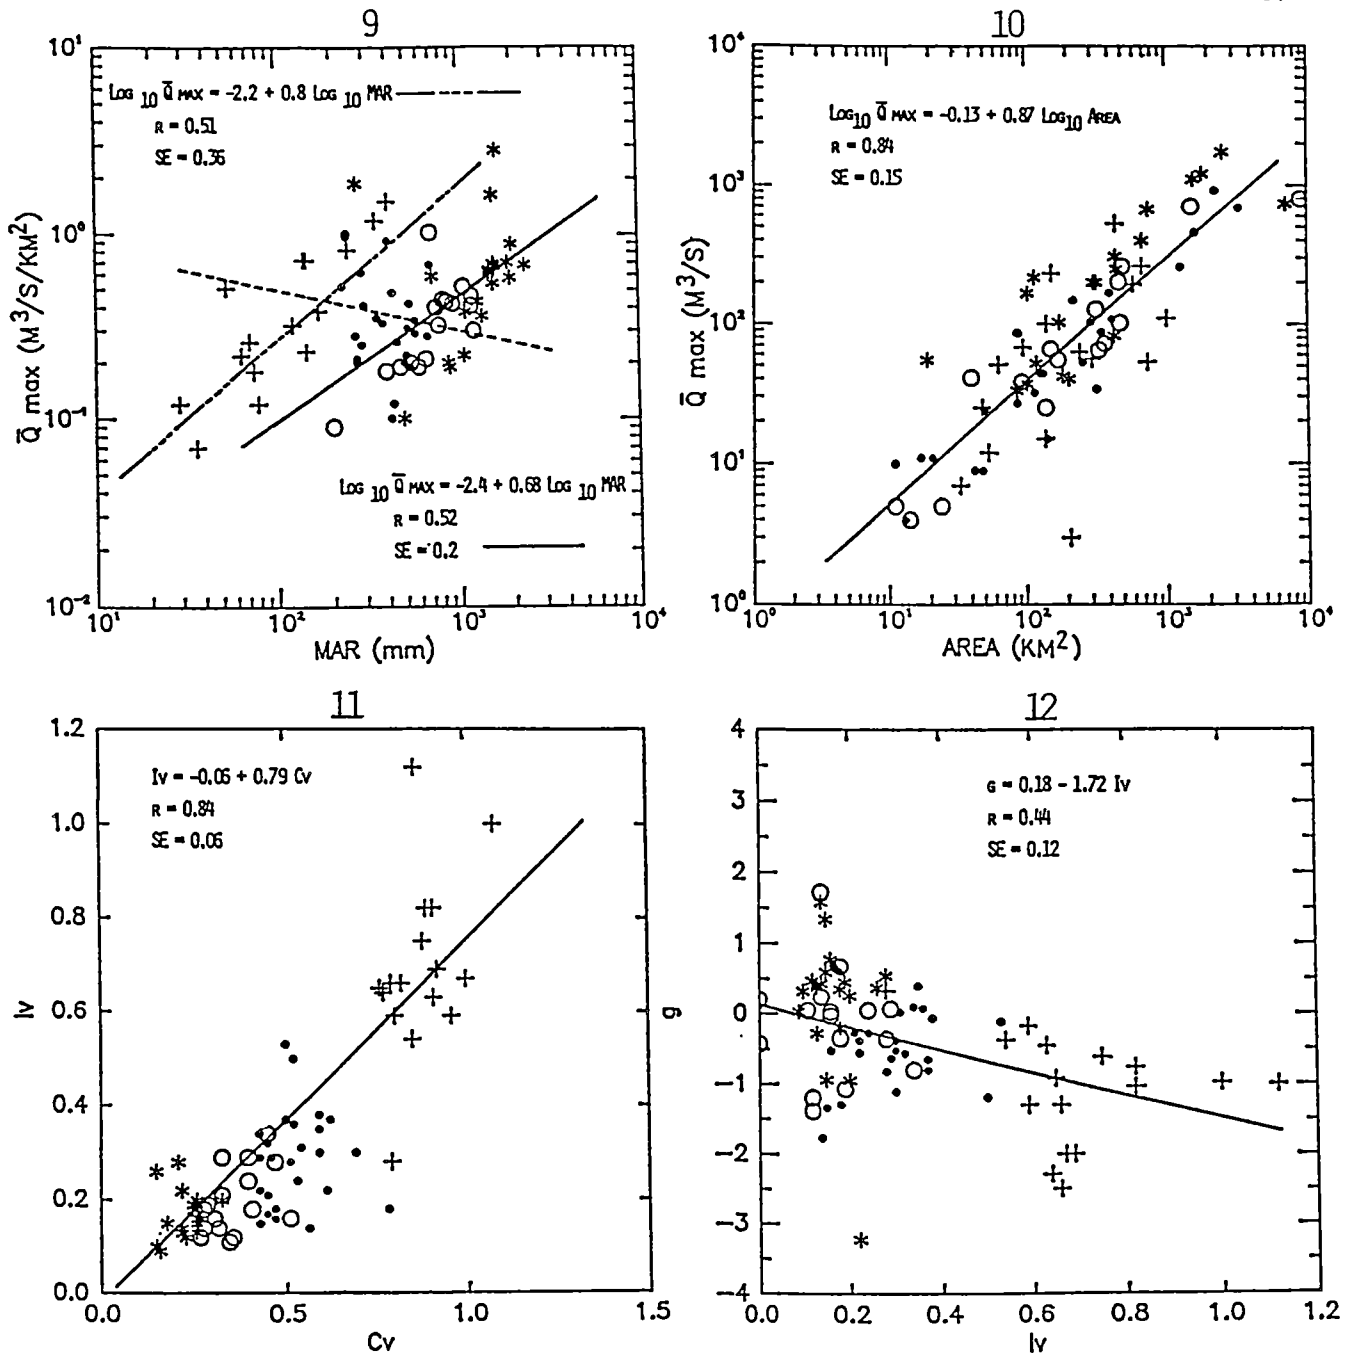 9
10¹
10⁰
10⁻¹
10⁻²
Q̄ max (M³/S/KM²)
LOG 10 Q̄ MAX = -2.2 + 0.8 LOG 10 MAR
R = 0.51
SE = 0.36
LOG 10 Q̄ MAX = -2.4 + 0.68 LOG 10 MAR
R = 0.52
SE = 0.2
10¹ 10² 10³ 10⁴
MAR (mm)
10
10⁴
10³
10²
10¹
10⁰
Q̄ max (M³/S)
LOG10 Q̄ MAX = -0.13 + 0.87 LOG10 AREA
R = 0.84
SE = 0.15
10⁰ 10¹ 10² 10³ 10⁴
AREA (KM²)
11
1.2
1.0
0.8
0.6
0.4
0.2
0.0
Iv
Iv = -0.06 + 0.79 Cv
R = 0.84
SE = 0.06
0.0 0.5 1.0 1.5
Cv
12
4
3
2
1
0
-1
-2
-3
-4
g
G = 0.18 - 1.72 Iv
R = 0.44
SE = 0.12
0.0 0.2 0.4 0.6 0.8 1.0 1.2
Iv